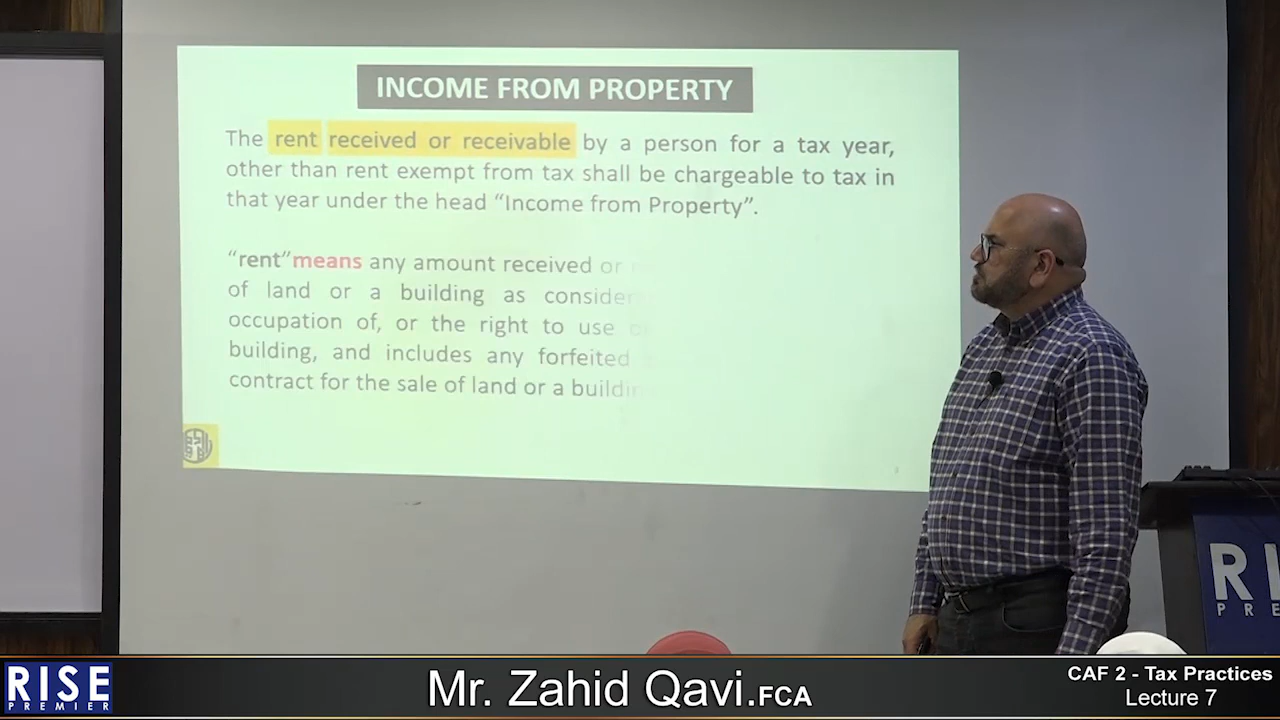 INCOME FROM PROPERTY
The rent received or receivable by a person for a tax year,
other than rent exempt from tax shall be chargeable to tax in
that year under the head “Income from Property”.
“rent”means any amount received or
of land or a building as consider
occupation of, or the right to use
building, and includes any forfeited
contract for the sale of land or a buildin
RI
PRE
RISE
PREMIER
Mr. Zahid Qavi.FCA
CAF 2 - Tax Practices
Lecture 7